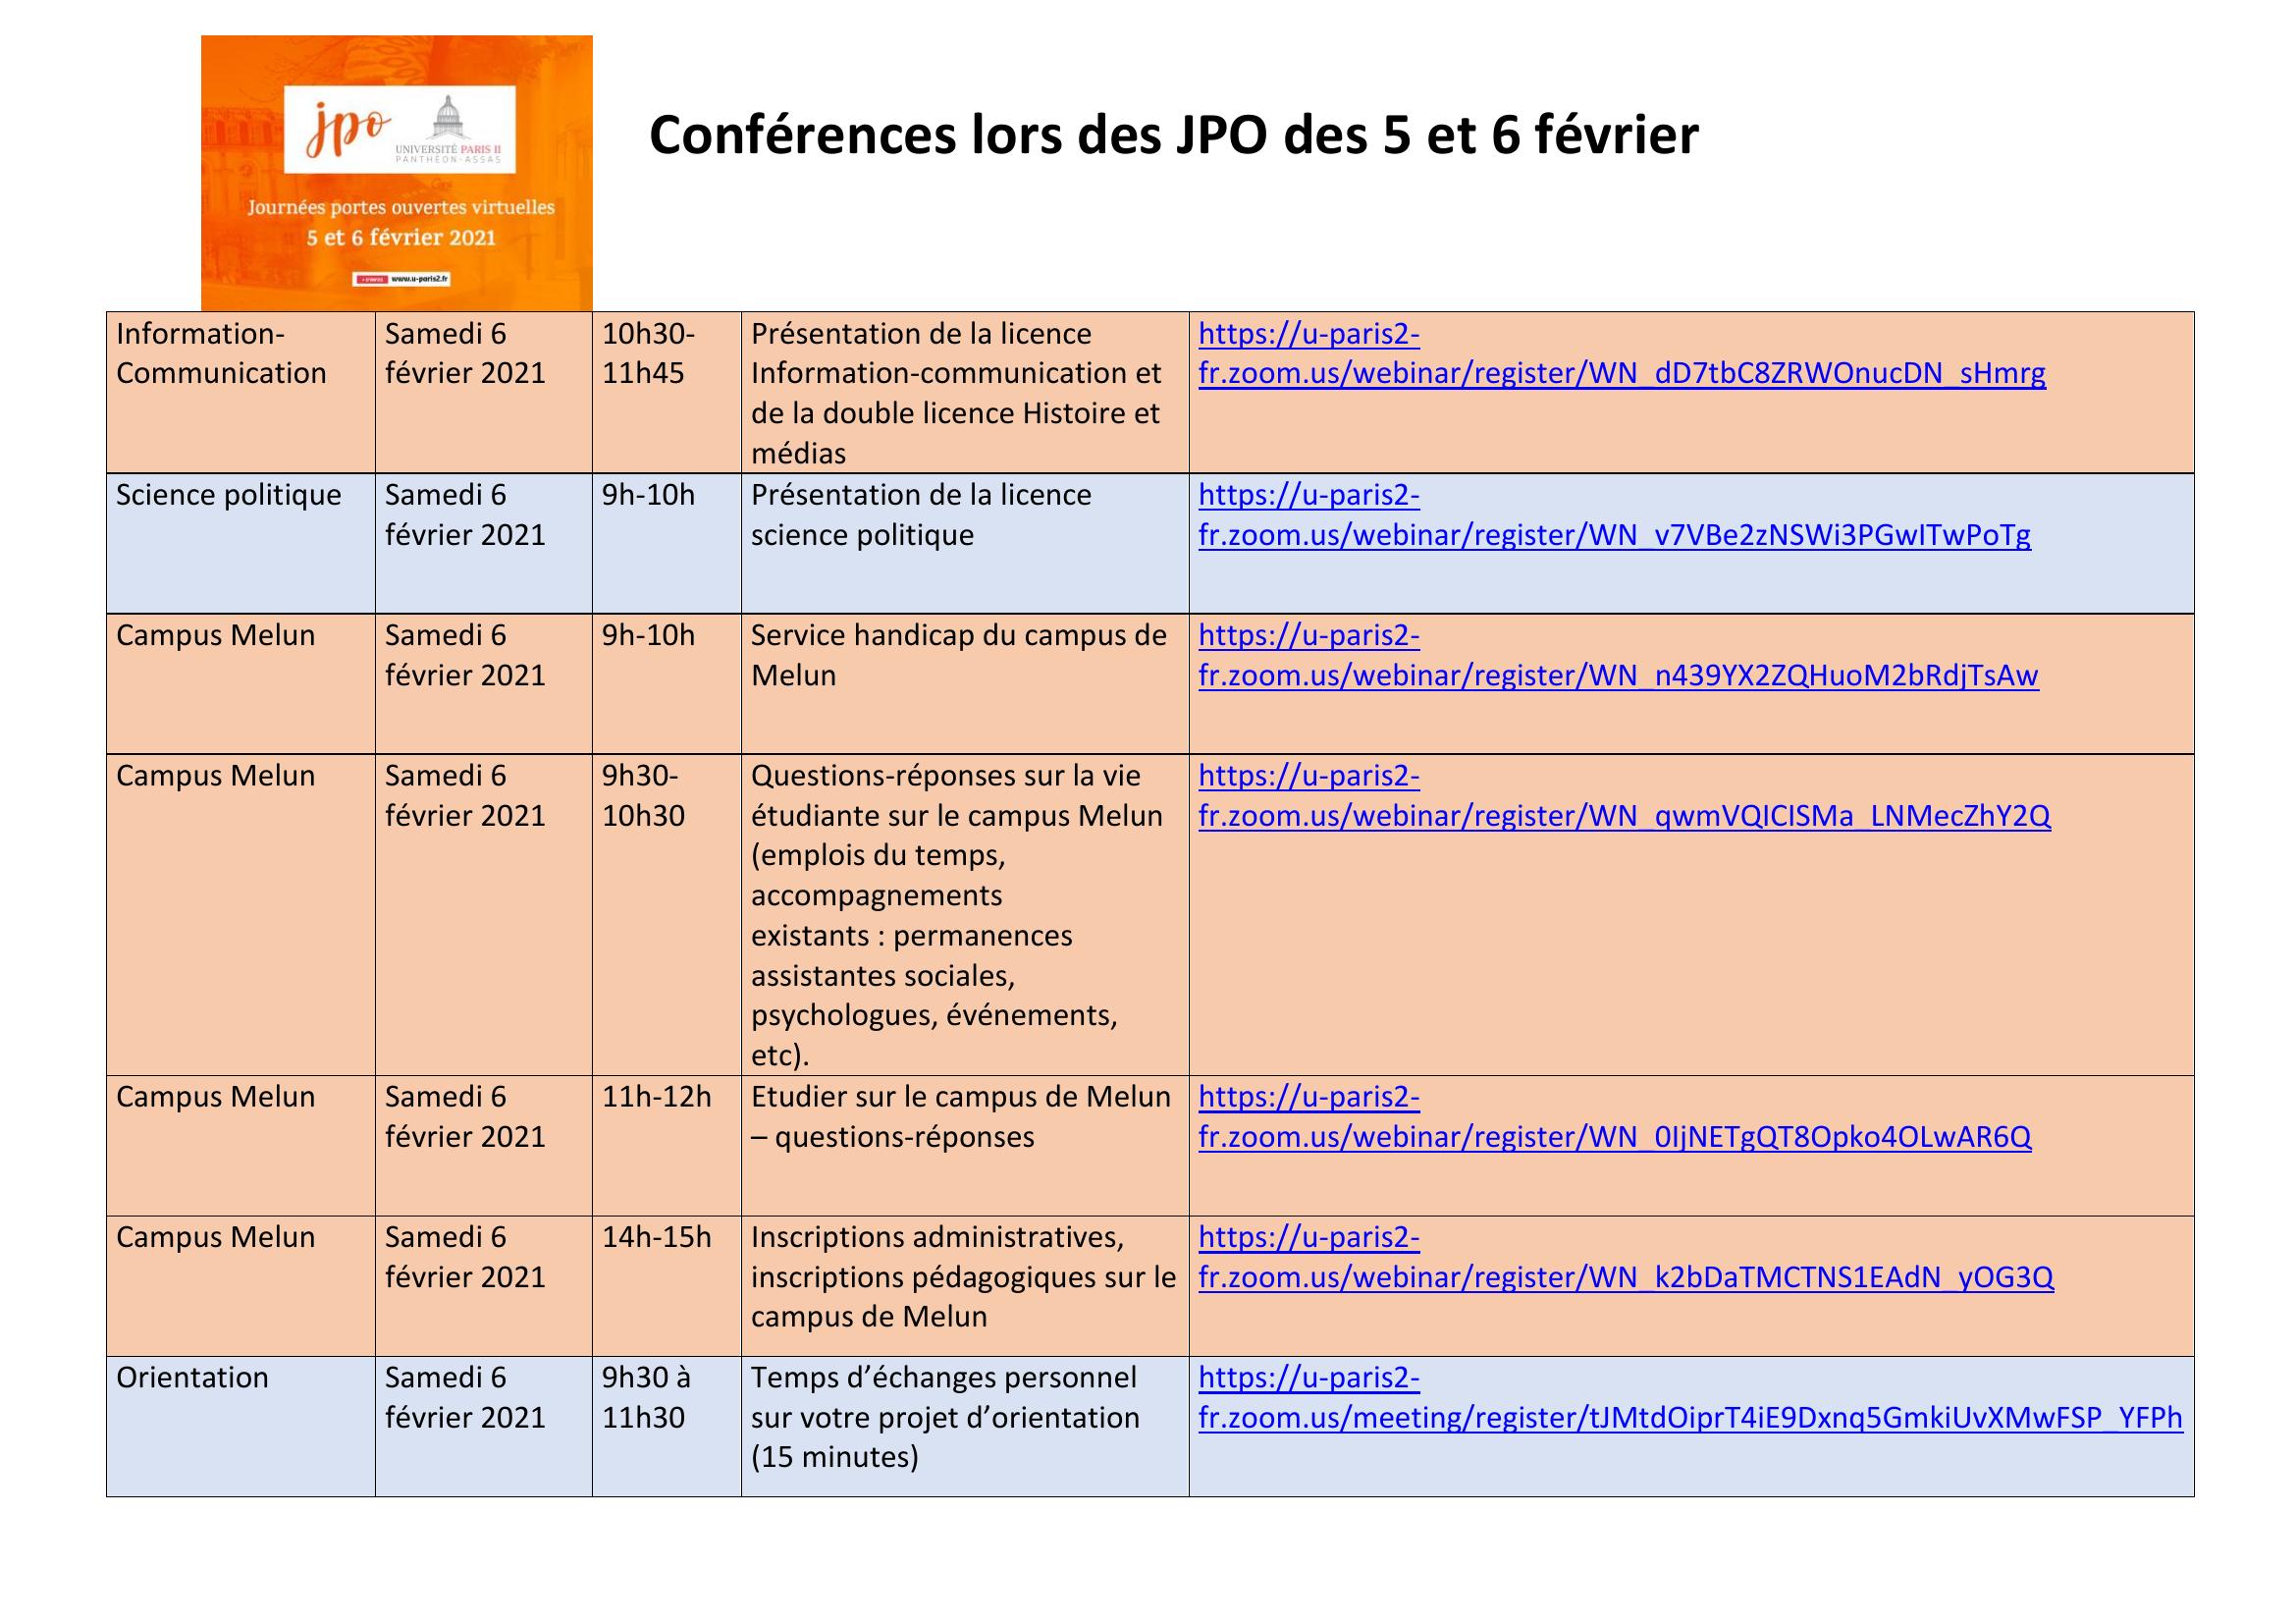 jpo
UNIVERSITÉ PARIS II
PANTHÉON-ASSAS
Journées portes ouvertes virtuelles
5 et 6 février 2021
www.u-paris2.fr
Conférences lors des JPO des 5 et 6 février
Information-
Communication
Samedi 6
février 2021
10h30-
11h45
Présentation de la licence
Information-communication et
de la double licence Histoire et
médias
https://u-paris2-
fr.zoom.us/webinar/register/WN_dD7tbC8ZRWOnucDN_sHmrg
Science politique
Samedi 6
février 2021
9h-10h
Présentation de la licence
science politique
https://u-paris2-
fr.zoom.us/webinar/register/WN_v7VBe2zNSWi3PGwITwPoTg
Campus Melun
Samedi 6
février 2021
9h-10h
Service handicap du campus de
Melun
https://u-paris2-
fr.zoom.us/webinar/register/WN_n439YX2ZQHuoM2bRdjTsAw
Campus Melun
Samedi 6
février 2021
9h30-
10h30
Questions-réponses sur la vie
étudiante sur le campus Melun
(emplois du temps,
accompagnements
existants : permanences
assistantes sociales,
psychologues, événements,
etc).
https://u-paris2-
fr.zoom.us/webinar/register/WN_qwmVQICISMa_LNMecZhY2Q
Campus Melun
Samedi 6
février 2021
11h-12h
Etudier sur le campus de Melun
– questions-réponses
https://u-paris2-
fr.zoom.us/webinar/register/WN_0IjNETgQT8Opko4OLwAR6Q
Campus Melun
Samedi 6
février 2021
14h-15h
Inscriptions administratives,
inscriptions pédagogiques sur le
campus de Melun
https://u-paris2-
fr.zoom.us/webinar/register/WN_k2bDaTMCTNS1EAdN_yOG3Q
Orientation
Samedi 6
février 2021
9h30 à
11h30
Temps d’échanges personnel
sur votre projet d’orientation
(15 minutes)
https://u-paris2-
fr.zoom.us/meeting/register/tJMtdOiprT4iE9Dxnq5GmkiUvXMwFSP_YFPh